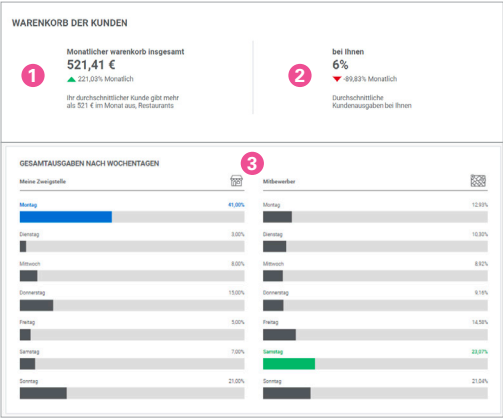 WARENKORB DER KUNDEN
1
Monatlicher warenkorb insgesamt
521,41 €
221,03% Monatlich
Ihr durchschnittlicher Kunde gibt mehr
als 521 € im Monat aus, Restaurants
2
bei Ihnen
6%
-89,83% Monatlich
Durchschnittliche
Kundenausgaben bei Ihnen
GESAMTAUSGABEN NACH WOCHENTAGEN
3
Meine Zweigstelle
Montag 41,00%
Dienstag 3,00%
Mittwoch 8,00%
Donnerstag 15,00%
Freitag 5,00%
Samstag 7,00%
Sonntag 21,00%
Mitbewerber
Montag 12,93%
Dienstag 10,30%
Mittwoch 8,92%
Donnerstag 9,16%
Freitag 14,58%
Samstag 23,07%
Sonntag 21,04%